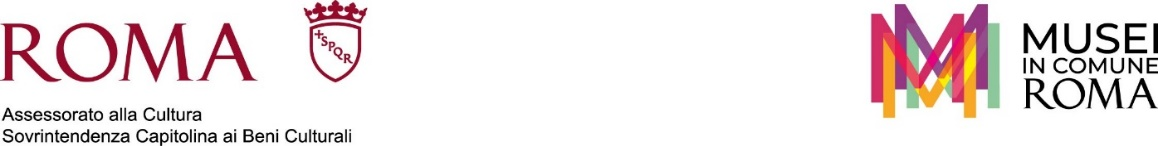 ROMA
+SPQR
Assessorato alla Cultura
Sovrintendenza Capitolina ai Beni Culturali
MUSEI
IN COMUNE
ROMA